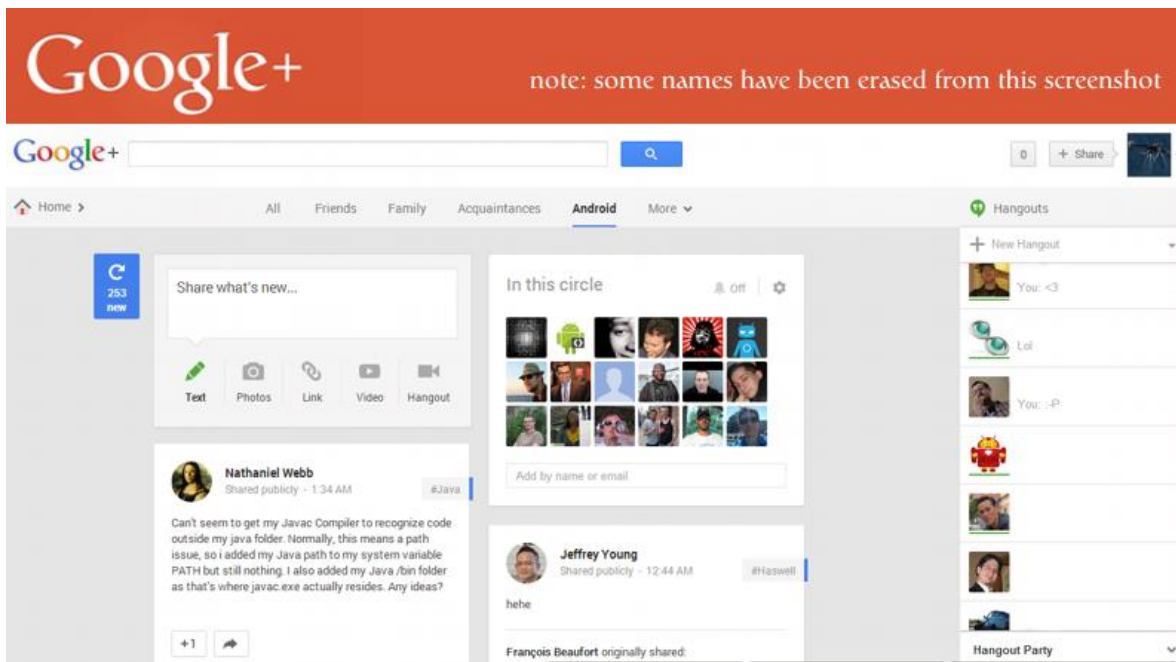 Google+
note: some names have been erased from this screenshot
Google+
0
+ Share
Home >
All Friends Family Acquaintances Android More
Hangouts
New Hangout
253
new
Share what's new...
Text Photos Link Video Hangout
In this circle
Off
Add by name or email
You: <3
Lol
You: :-P
Nathaniel Webb
Shared publicly - 1:34 AM
#Java
Can't seem to get my Javac Compiler to recognize code
outside my java folder. Normally, this means a path
issue, so i added my Java path to my system variable
PATH but still nothing. I also added my Java /bin folder
as that's where javac.exe actually resides. Any ideas?
+1
Jeffrey Young
Shared publicly - 12:44 AM
#Haswell
hehe
François Beaufort originally shared:
Hangout Party